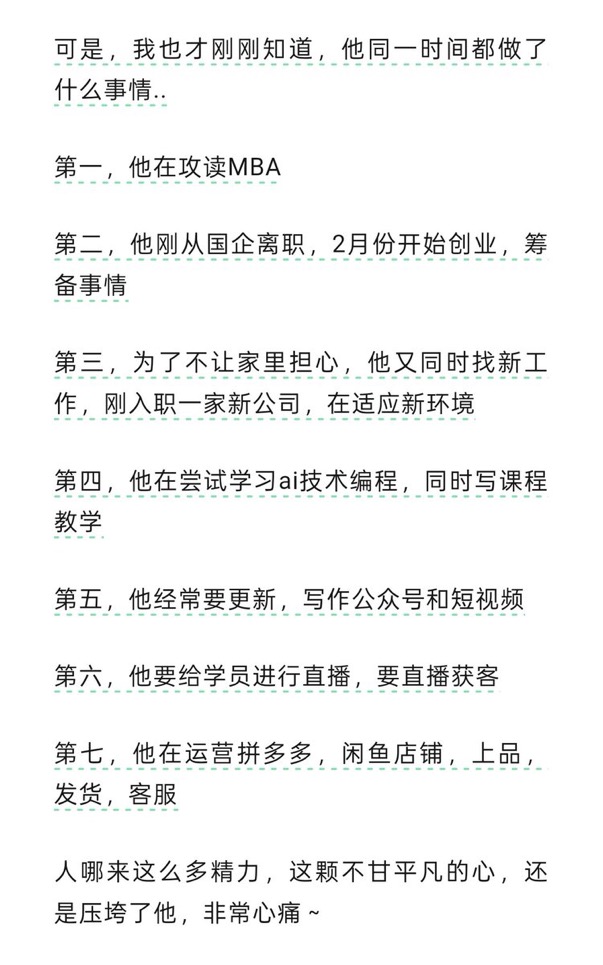 可是，我也才刚刚知道，他同一时间都做了
什么事情..
第一，他在攻读MBA
第二，他刚从国企离职，2月份开始创业，筹
备事情
第三，为了不让家里担心，他又同时找新工
作，刚入职一家新公司，在适应新环境
第四，他在尝试学习ai技术编程，同时写课程
教学
第五，他经常要更新，写作公众号和短视频
第六，他要给学员进行直播，要直播获客
第七，他在运营拼多多，闲鱼店铺，上品，
发货，客服
人哪来这么多精力，这颗不甘平凡的心，还
是压垮了他，非常心痛~